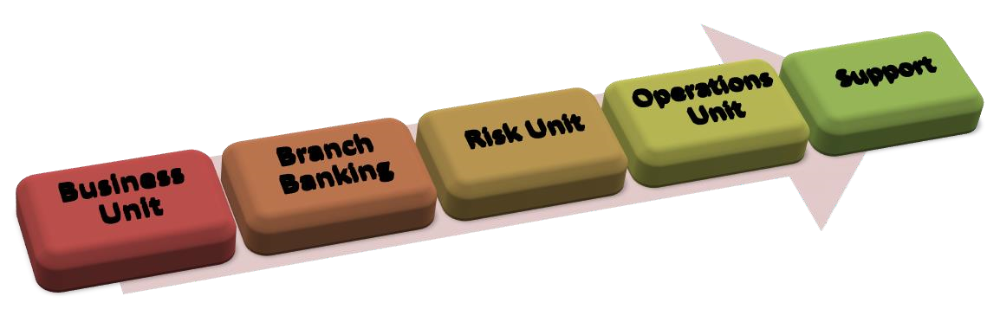 Business
Unit
Branch
Banking
Risk Unit
Operations
Unit
Support